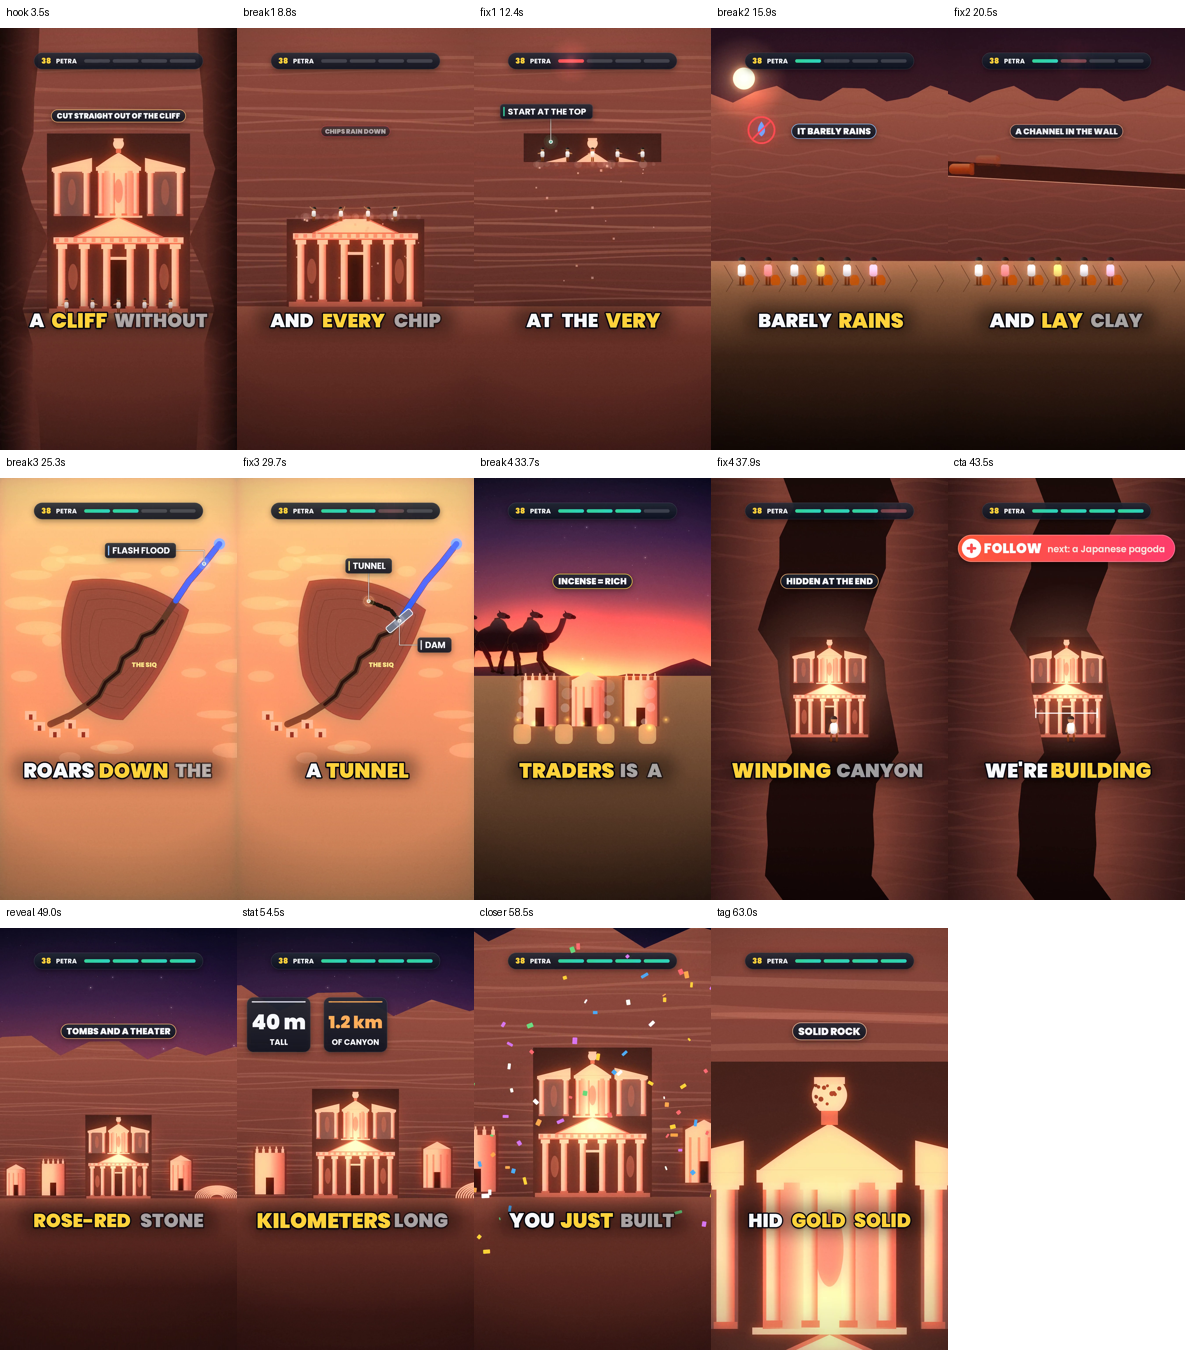 hook 3.5s
38 PETRA
CUT STRAIGHT OUT OF THE CLIFF
A CLIFF WITHOUT
break1 8.8s
38 PETRA
CHIPS RAIN DOWN
AND EVERY CHIP
fix1 12.4s
38 PETRA
START AT THE TOP
AT THE VERY
break2 15.9s
38 PETRA
IT BARELY RAINS
BARELY RAINS
fix2 20.5s
38 PETRA
A CHANNEL IN THE WALL
AND LAY CLAY
break3 25.3s
38 PETRA
FLASH FLOOD
THE SIQ
ROARS DOWN THE
fix3 29.7s
38 PETRA
TUNNEL
DAM
THE SIQ
A TUNNEL
break4 33.7s
38 PETRA
INCENSE = RICH
TRADERS IS A
fix4 37.9s
38 PETRA
HIDDEN AT THE END
WINDING CANYON
cta 43.5s
38 PETRA
FOLLOW next: a Japanese pagoda
WE'RE BUILDING
reveal 49.0s
38 PETRA
TOMBS AND A THEATER
ROSE-RED STONE
stat 54.5s
38 PETRA
40 m
TALL
1.2 km
OF CANYON
KILOMETERS LONG
closer 58.5s
38 PETRA
YOU JUST BUILT
tag 63.0s
38 PETRA
SOLID ROCK
HID GOLD SOLID